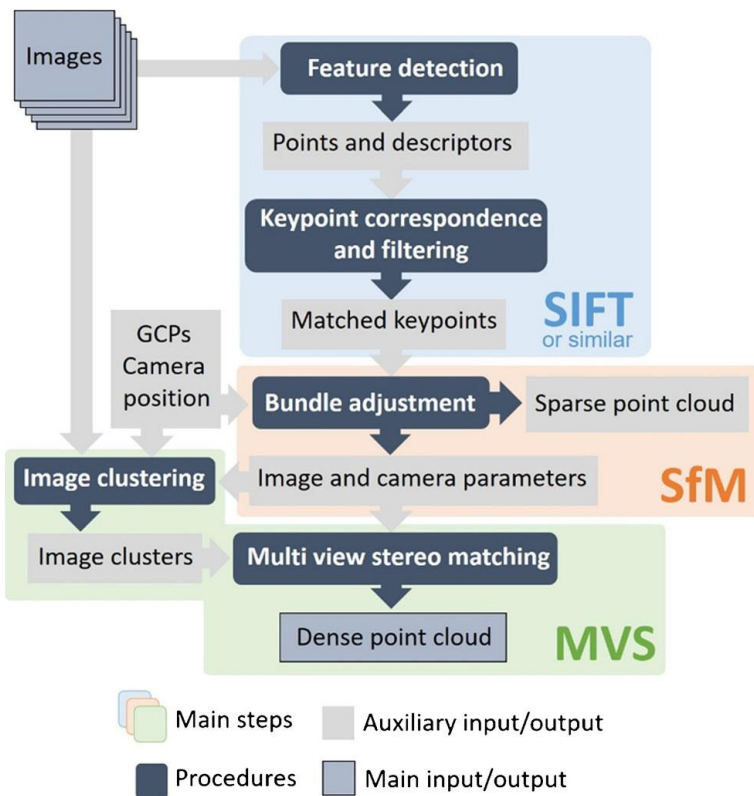 Images
Feature detection
Points and descriptors
Keypoint correspondence
and filtering
Matched keypoints
SIFT
or similar
GCPs
Camera
position
Bundle adjustment
Sparse point cloud
Image clustering
Image and camera parameters
SfM
Image clusters
Multi view stereo matching
Dense point cloud
MVS
Main steps
Auxiliary input/output
Procedures
Main input/output